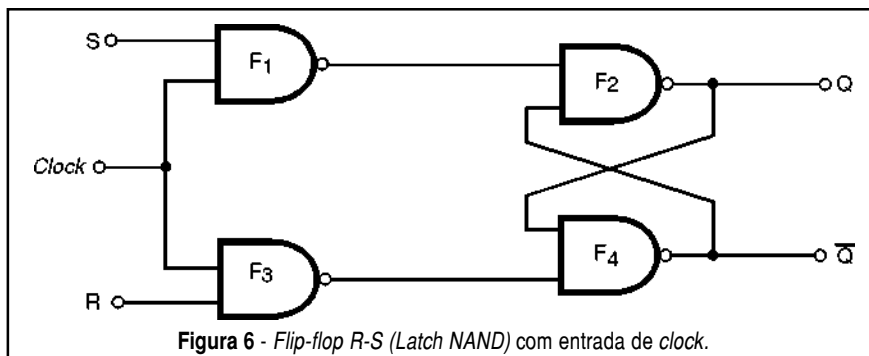 S
F1
F2
Q
Clock
F3
F4
Q̅
R
Figura 6 - Flip-flop R-S (Latch NAND) com entrada de clock.